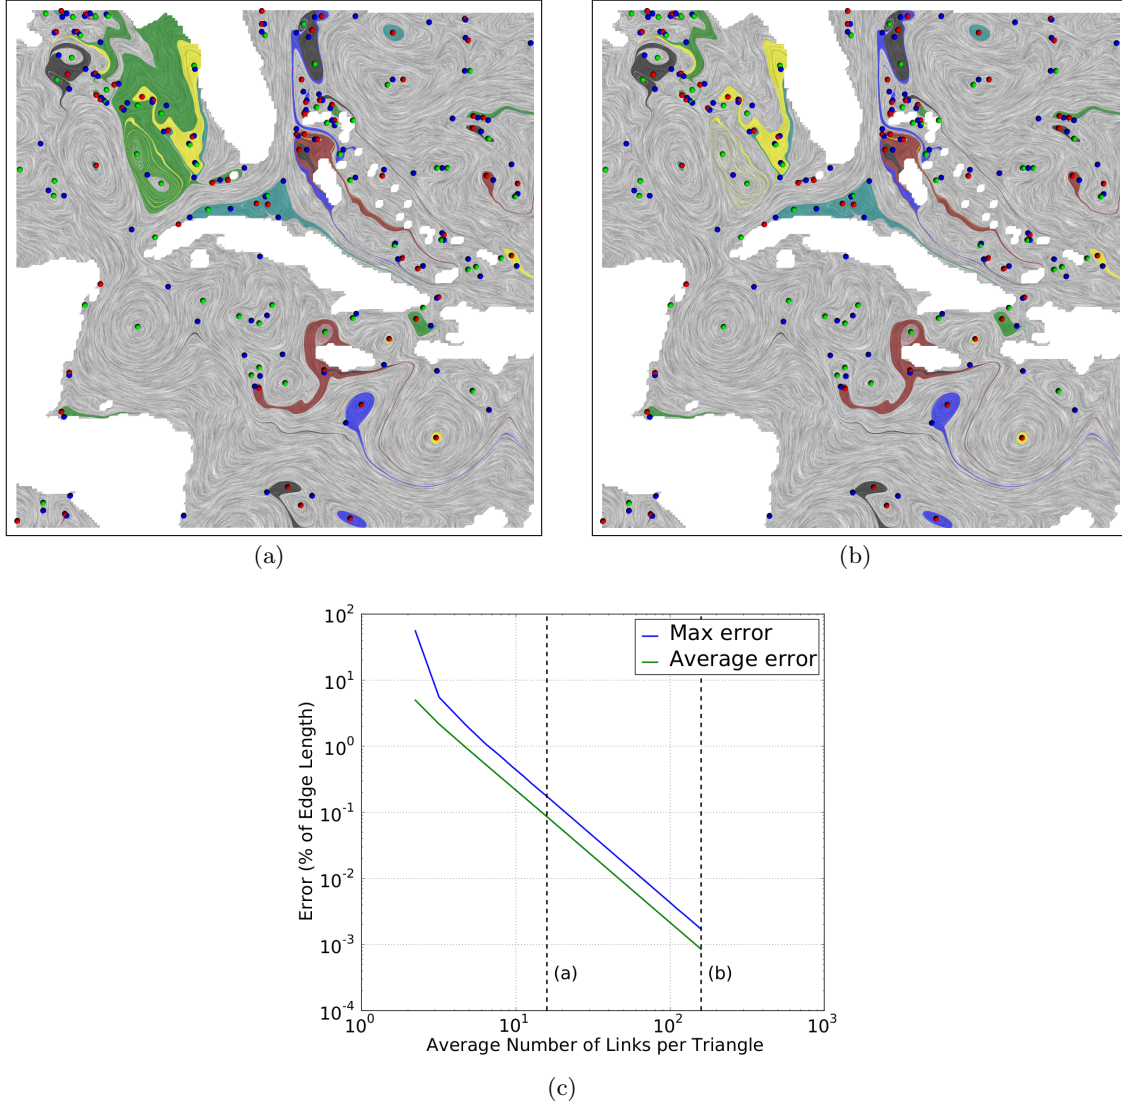 (a)
(b)
10^2
10^1
10^0
10^-1
10^-2
10^-3
10^-4
Error (% of Edge Length)
Max error
Average error
(a)
(b)
10^0
10^1
10^2
10^3
Average Number of Links per Triangle
(c)